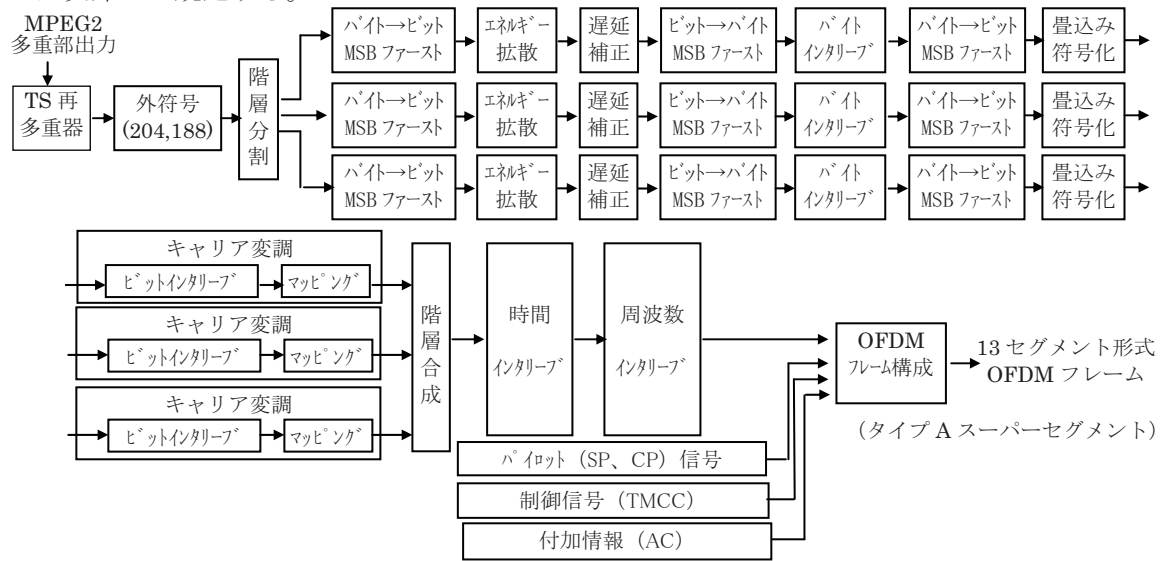 MPEG2
多重部出力
TS 再
多重器
外符号
(204,188)
階
層
分
割
バイト→ビット
MSB ファースト
エネルギー
拡散
遅延
補正
ビット→バイト
MSB ファースト
バイト
インタリーブ
バイト→ビット
MSB ファースト
畳込み
符号化
バイト→ビット
MSB ファースト
エネルギー
拡散
遅延
補正
ビット→バイト
MSB ファースト
バイト
インタリーブ
バイト→ビット
MSB ファースト
畳込み
符号化
バイト→ビット
MSB ファースト
エネルギー
拡散
遅延
補正
ビット→バイト
MSB ファースト
バイト
インタリーブ
バイト→ビット
MSB ファースト
畳込み
符号化
キャリア変調
ビットインタリーブ
マッピング
キャリア変調
ビットインタリーブ
マッピング
キャリア変調
ビットインタリーブ
マッピング
階
層
合
成
時間
インタリーブ
周波数
インタリーブ
OFDM
フレーム構成
13 セグメント形式
OFDM フレーム
(タイプ A スーパーセグメント)
パイロット (SP、CP) 信号
制御信号 (TMCC)
付加情報 (AC)